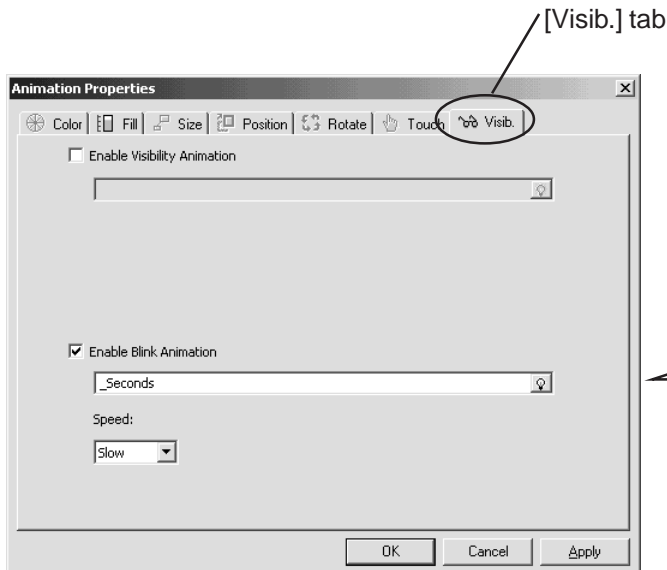 [Visib.] tab
Animation Properties
Color Fill Size Position Rotate Touch Visib.
Enable Visibility Animation
Enable Blink Animation
_Seconds
Speed:
Slow
OK Cancel Apply